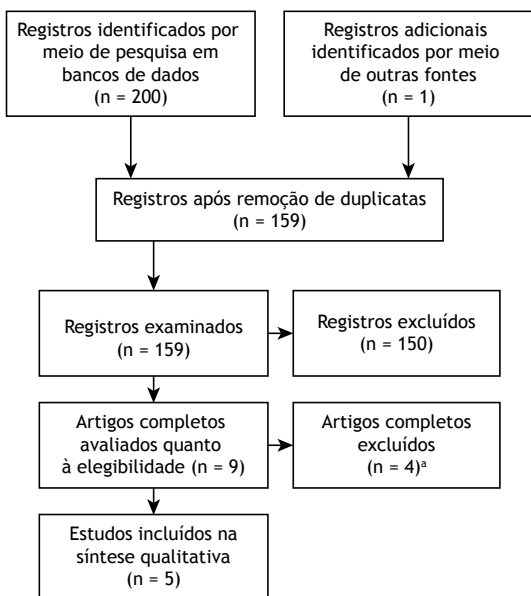 Registros identificados por
meio de pesquisa em
bancos de dados
(n = 200)
Registros adicionais
identificados por meio
de outras fontes
(n = 1)
Registros após remoção de duplicatas
(n = 159)
Registros examinados
(n = 159)
Registros excluídos
(n = 150)
Artigos completos
avaliados quanto
à elegibilidade (n = 9)
Artigos completos
excluídos
(n = 4)ᵃ
Estudos incluídos na
síntese qualitativa
(n = 5)